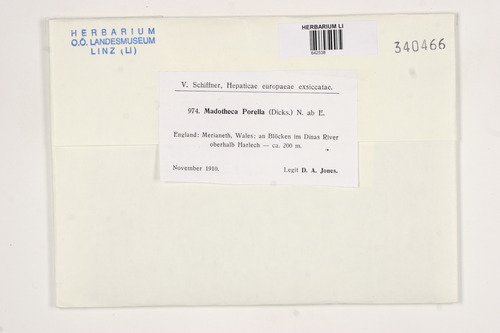 HERBARIUM
O.Ö. LANDESMUSEUM
LINZ (LI)
HERBARIUM LI
642538
340466
V. Schiffner, Hepaticae europaeae exsiccatae.
974. Madotheca Porella (Dicks.) N. ab E.
England: Merianeth, Wales; an Blöcken im Dinas River
oberhalb Harlech — ca. 200 m.
November 1910.
Legit D. A. Jones.